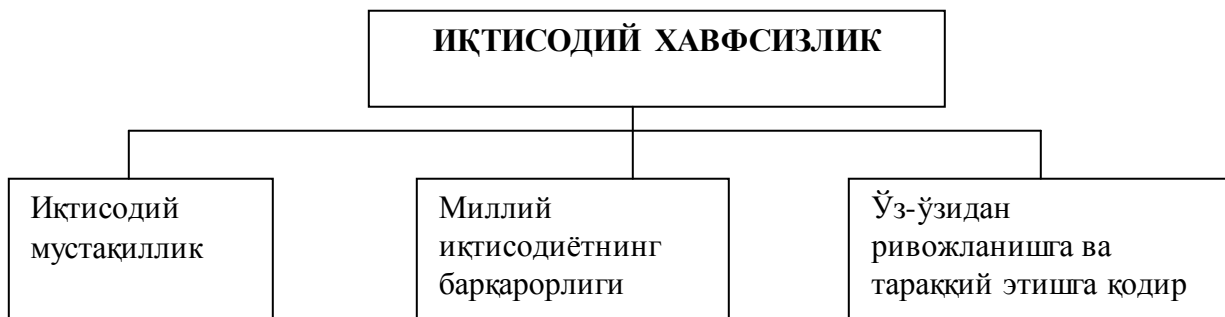 ИҚТИСОДИЙ ХАВФСИЗЛИК
Иқтисодий
мустақиллик
Миллий
иқтисодиётнинг
барқарорлиги
Ўз-ўзидан
ривожланишга ва
тараққий этишга қодир